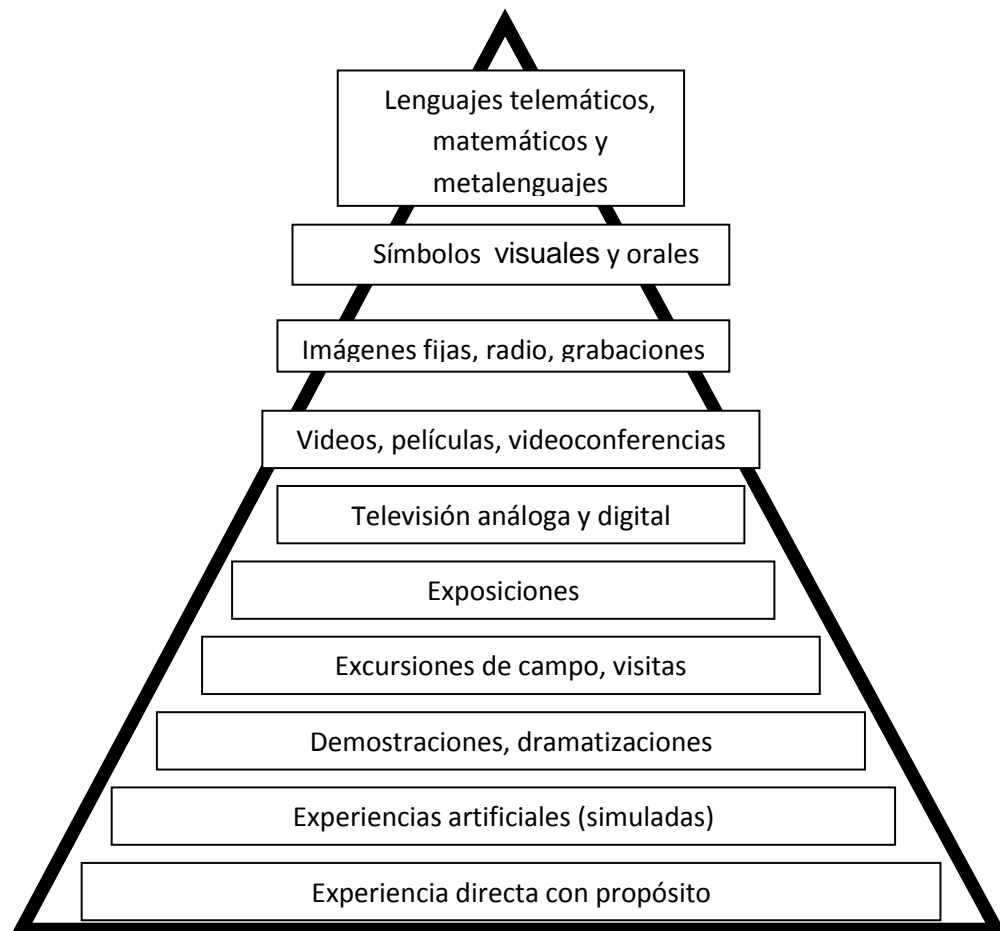 Lenguajes telemáticos,
matemáticos y
metalenguajes
Símbolos visuales y orales
Imágenes fijas, radio, grabaciones
Videos, películas, videoconferencias
Televisión análoga y digital
Exposiciones
Excursiones de campo, visitas
Demostraciones, dramatizaciones
Experiencias artificiales (simuladas)
Experiencia directa con propósito